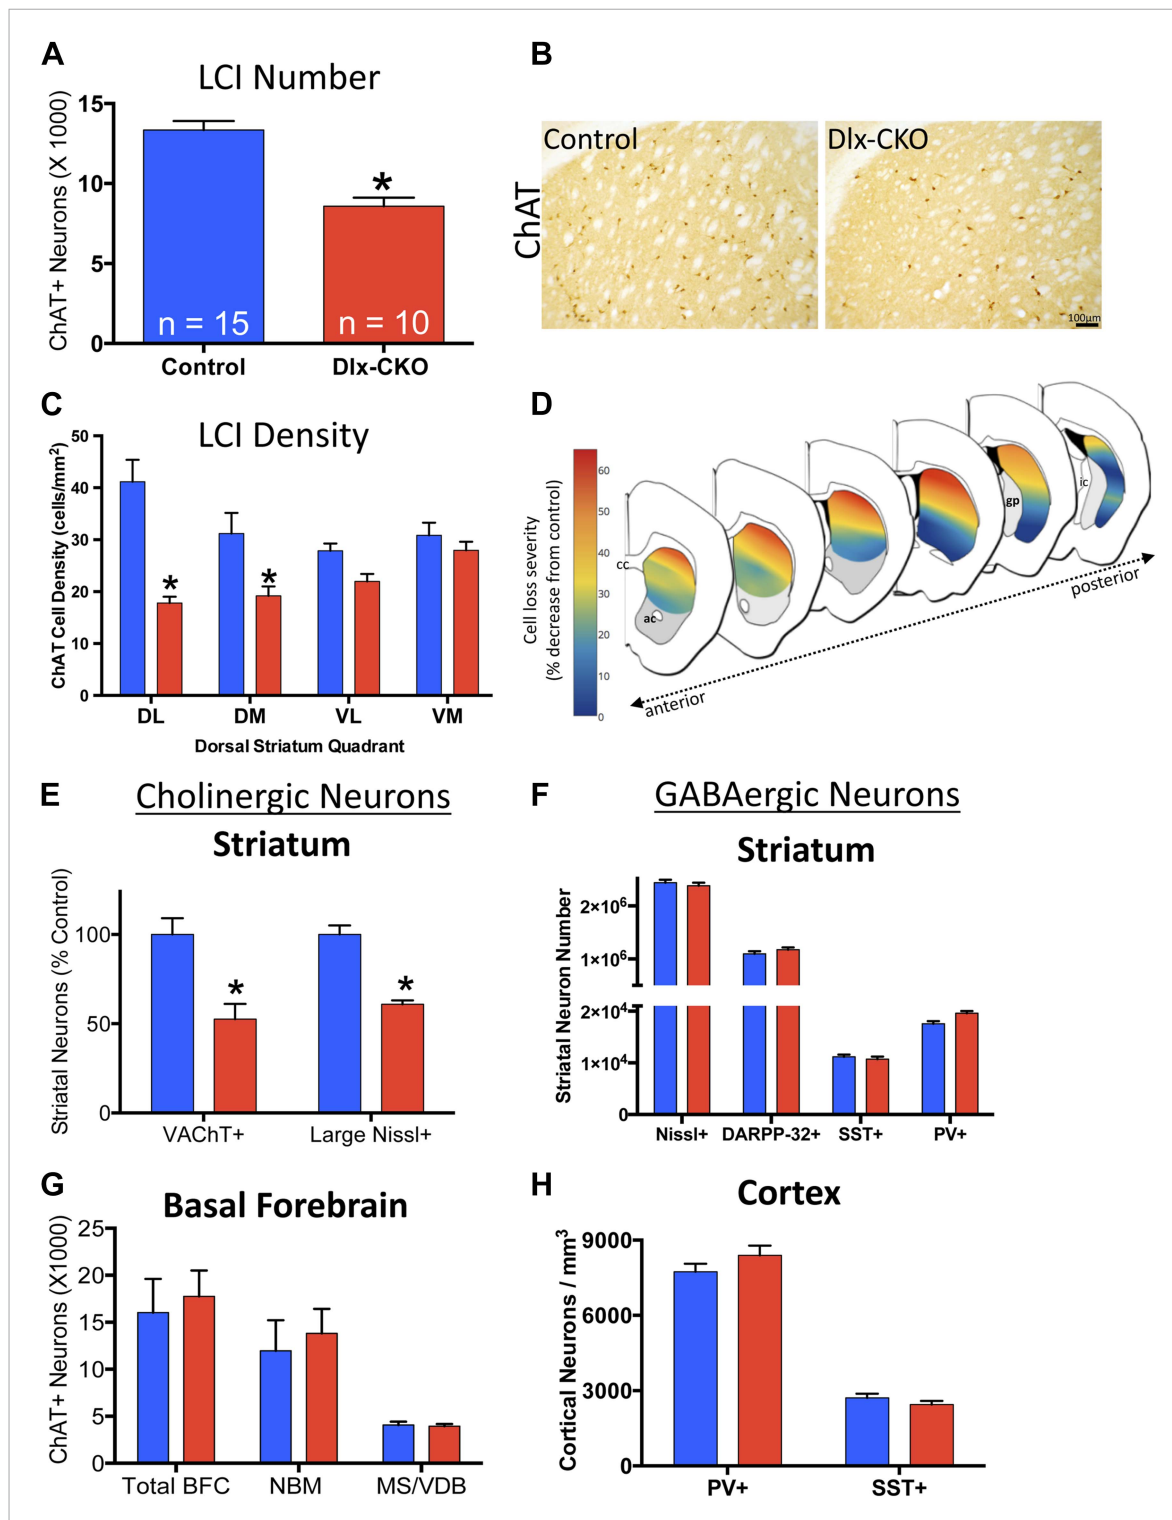 A
LCI Number
ChAT+ Neurons (X 1000)
15
10
5
0
*
n = 15
n = 10
Control
Dlx-CKO
B
Control
Dlx-CKO
ChAT
100µm
C
LCI Density
ChAT Cell Density (cells/mm²)
50
40
30
20
10
0
*
*
DL
DM
VL
VM
Dorsal Striatum Quadrant
D
Cell loss severity
(% decrease from control)
60
50
40
30
20
10
0
cc
ac
gp
ic
anterior
posterior
E
Cholinergic Neurons
Striatum
Striatal Neurons (% Control)
100
50
0
*
*
VAChT+
Large Nissl+
F
GABAergic Neurons
Striatum
Striatal Neuron Number
2×10⁶
1×10⁶
2×10⁴
1×10⁴
0
Nissl+
DARPP-32+
SST+
PV+
G
Basal Forebrain
ChAT+ Neurons (X1000)
25
20
15
10
5
0
Total BFC
NBM
MS/VDB
H
Cortex
Cortical Neurons / mm³
9000
6000
3000
0
PV+
SST+